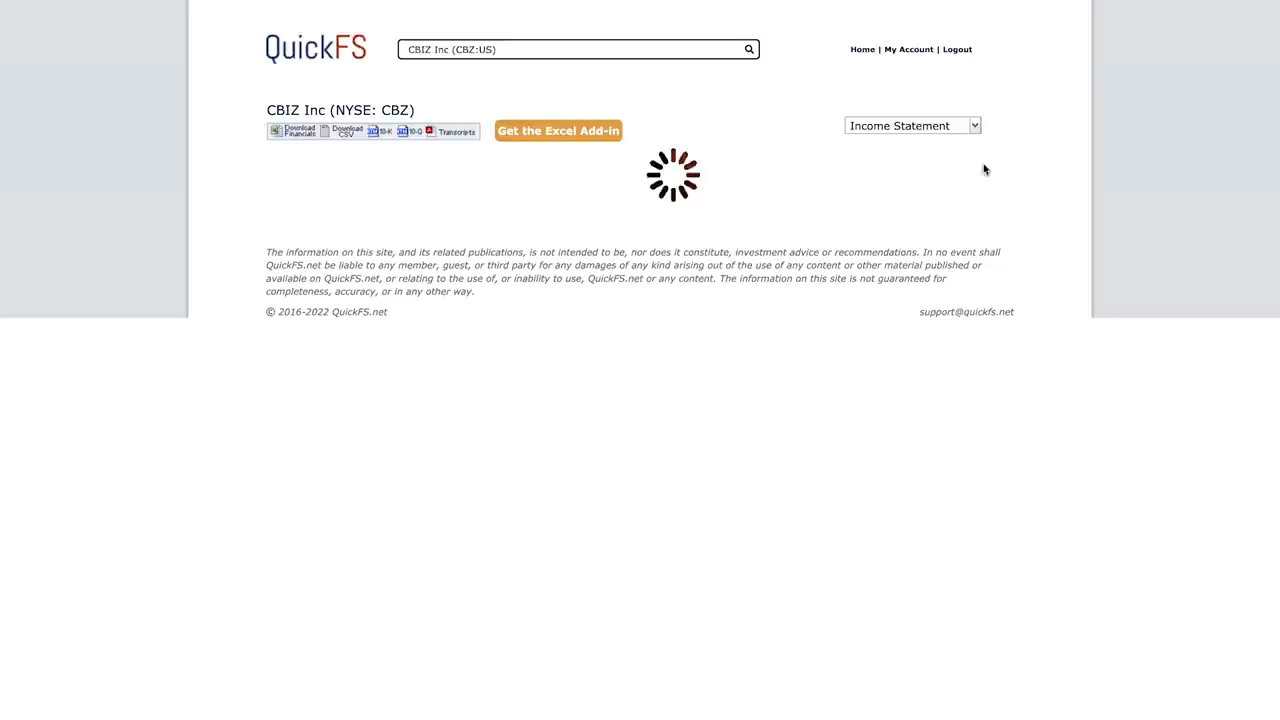 QuickFS CBIZ Inc (CBZ:US) Home | My Account | Logout
CBIZ Inc (NYSE: CBZ)
Download Financials Download CSV 10-K 10-Q Transcripts Get the Excel Add-in Income Statement
The information on this site, and its related publications, is not intended to be, nor does it constitute, investment advice or recommendations. In no event shall
QuickFS.net be liable to any member, guest, or third party for any damages of any kind arising out of the use of any content or other material published or
available on QuickFS.net, or relating to the use of, or inability to use, QuickFS.net or any content. The information on this site is not guaranteed for
completeness, accuracy, or in any other way.
© 2016-2022 QuickFS.net support@quickfs.net